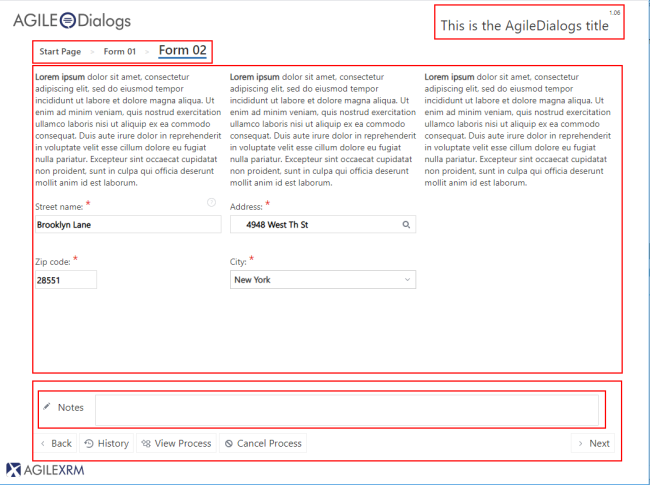 AGILE Dialogs
1.06
This is the AgileDialogs title
Start Page > Form 01 > Form 02
Lorem ipsum dolor sit amet, consectetur
adipiscing elit, sed do eiusmod tempor
incididunt ut labore et dolore magna aliqua. Ut
enim ad minim veniam, quis nostrud exercitation
ullamco laboris nisi ut aliquip ex ea commodo
consequat. Duis aute irure dolor in reprehenderit
in voluptate velit esse cillum dolore eu fugiat
nulla pariatur. Excepteur sint occaecat cupidatat
non proident, sunt in culpa qui officia deserunt
mollit anim id est laborum.
Lorem ipsum dolor sit amet, consectetur
adipiscing elit, sed do eiusmod tempor
incididunt ut labore et dolore magna aliqua. Ut
enim ad minim veniam, quis nostrud exercitation
ullamco laboris nisi ut aliquip ex ea commodo
consequat. Duis aute irure dolor in reprehenderit
in voluptate velit esse cillum dolore eu fugiat
nulla pariatur. Excepteur sint occaecat cupidatat
non proident, sunt in culpa qui officia deserunt
mollit anim id est laborum.
Lorem ipsum dolor sit amet, consectetur
adipiscing elit, sed do eiusmod tempor
incididunt ut labore et dolore magna aliqua. Ut
enim ad minim veniam, quis nostrud exercitation
ullamco laboris nisi ut aliquip ex ea commodo
consequat. Duis aute irure dolor in reprehenderit
in voluptate velit esse cillum dolore eu fugiat
nulla pariatur. Excepteur sint occaecat cupidatat
non proident, sunt in culpa qui officia deserunt
mollit anim id est laborum.
Street name: *
Brooklyn Lane
Address: *
4948 West Th St
Zip code: *
28551
City: *
New York
Notes
< Back History View Process Cancel Process > Next
AGILEXRM